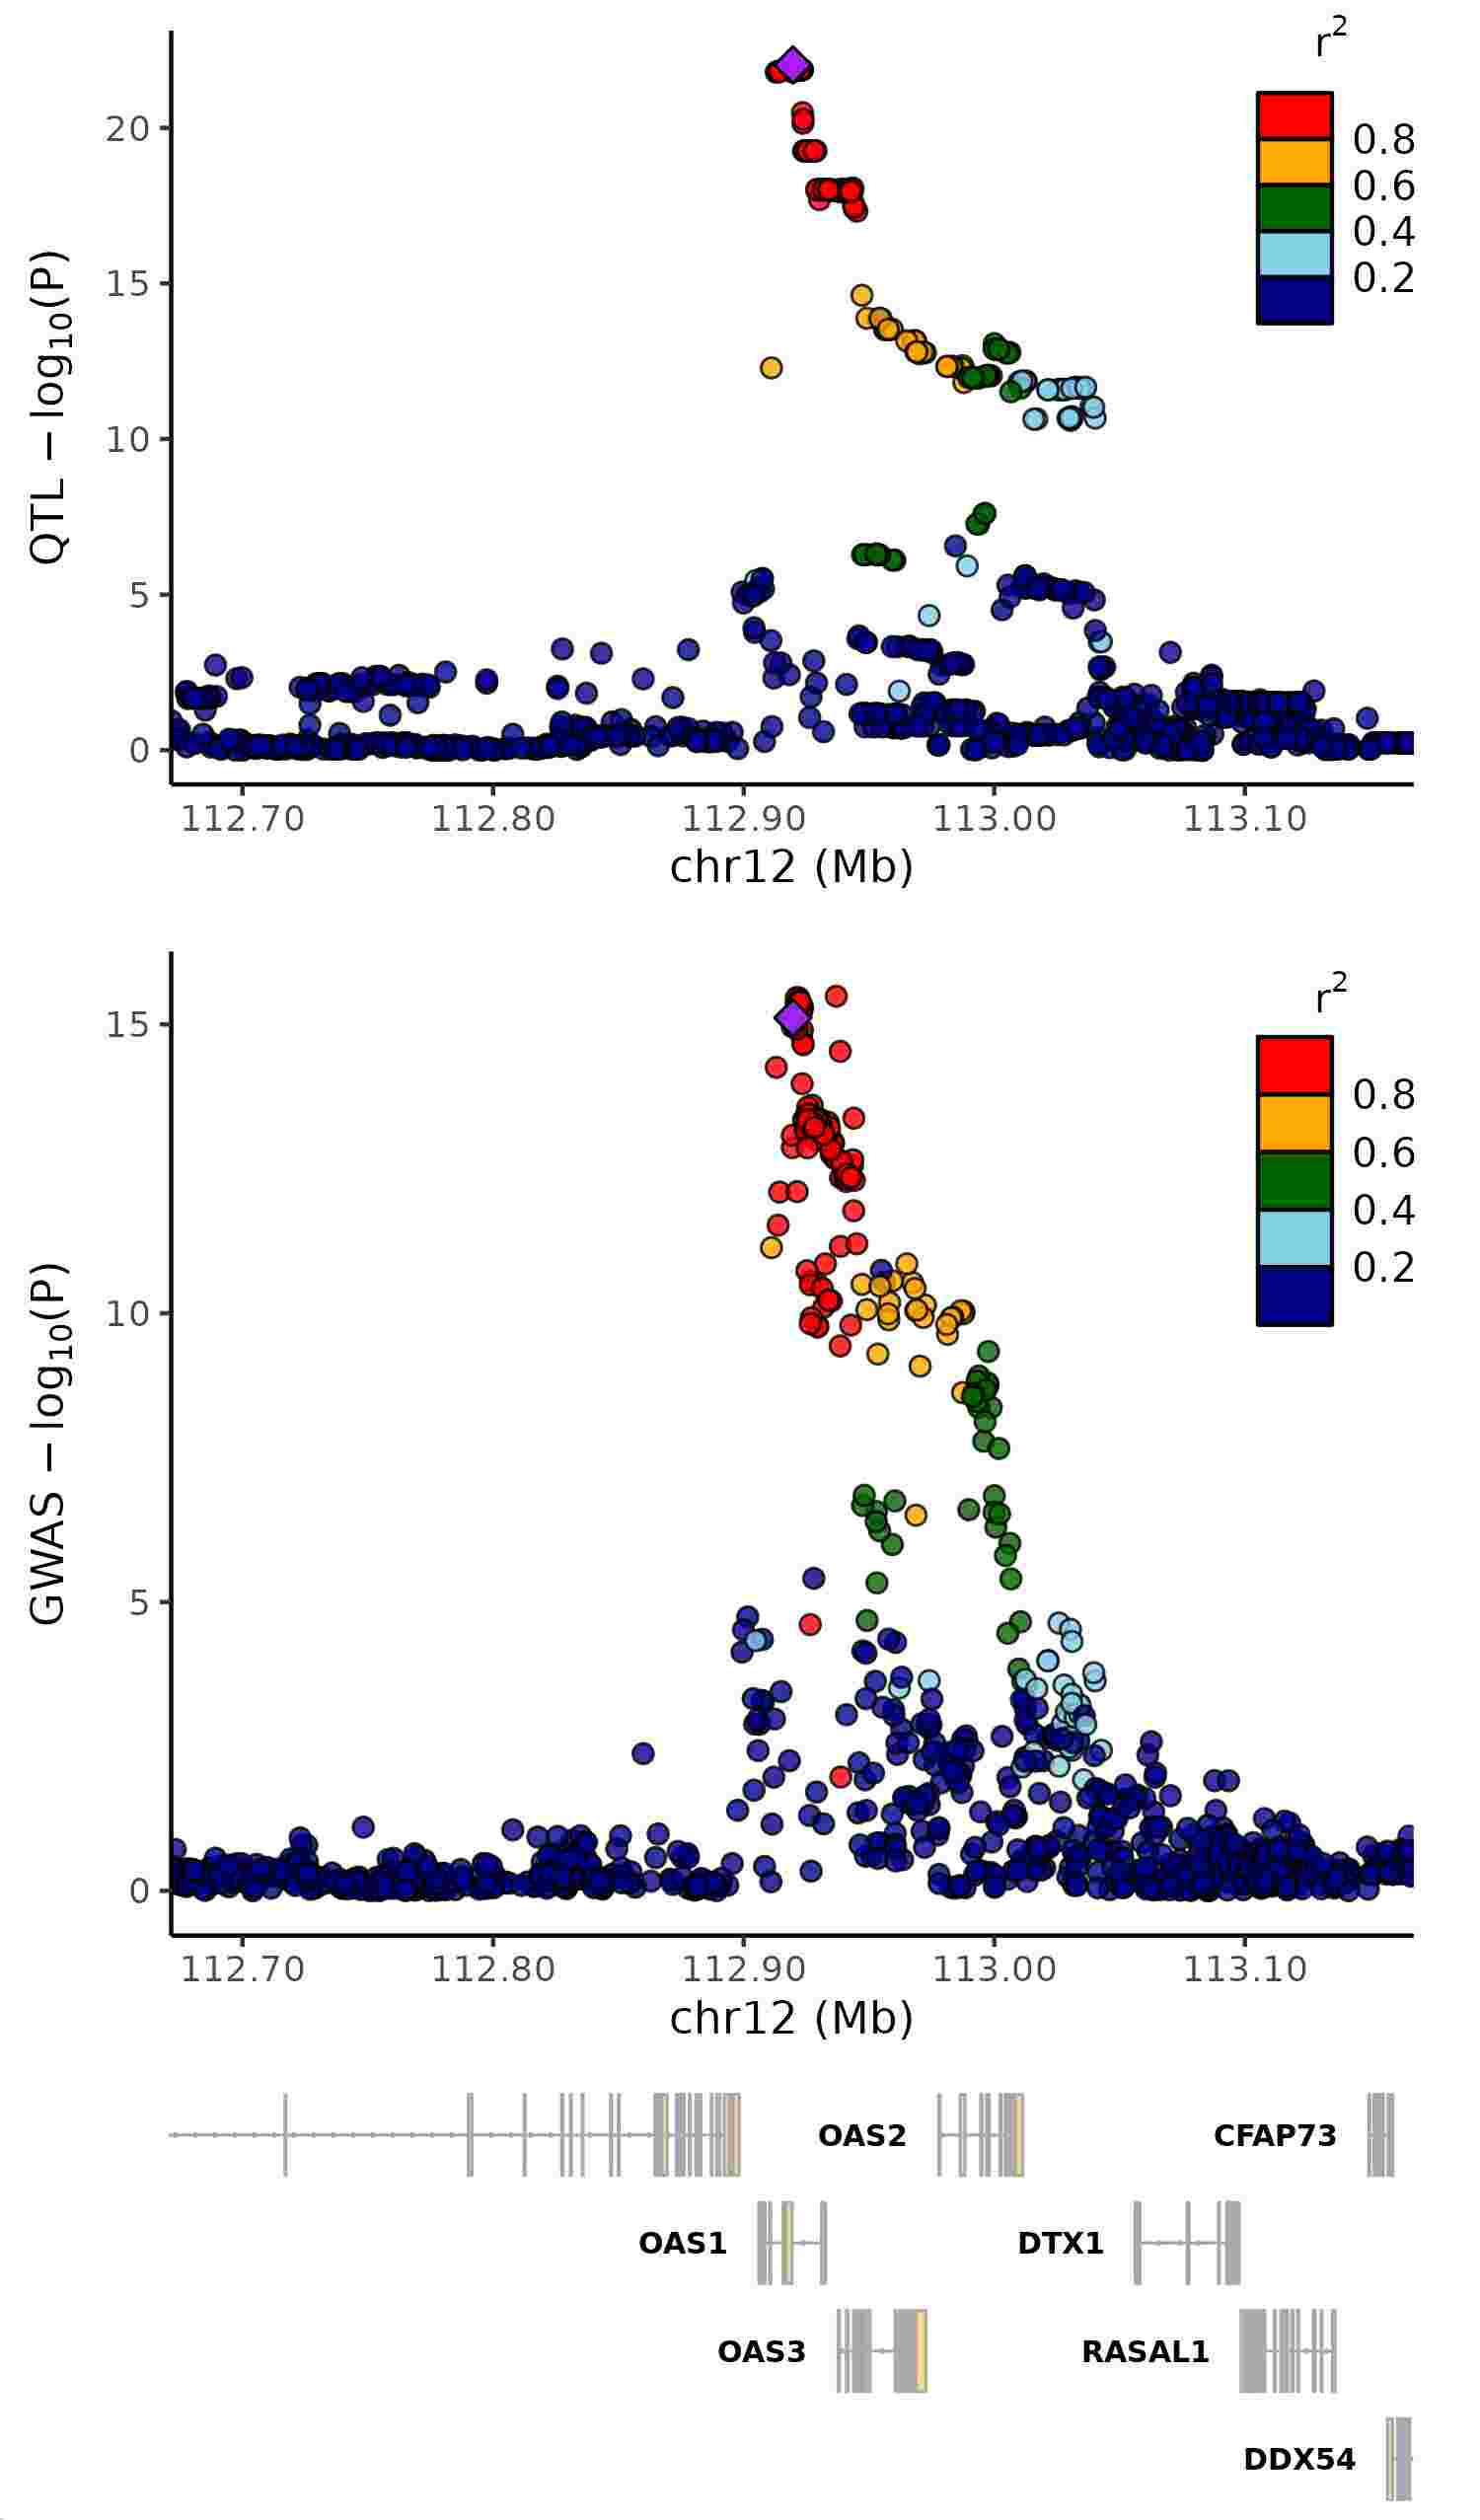 r²
20
15
10
5
0
0.8
0.6
0.4
0.2
QTL − log₁₀(P)
112.70 112.80 112.90 113.00 113.10
chr12 (Mb)
r²
15
10
5
0
0.8
0.6
0.4
0.2
GWAS − log₁₀(P)
112.70 112.80 112.90 113.00 113.10
chr12 (Mb)
OAS2 CFAP73
OAS1 DTX1
OAS3 RASAL1
DDX54